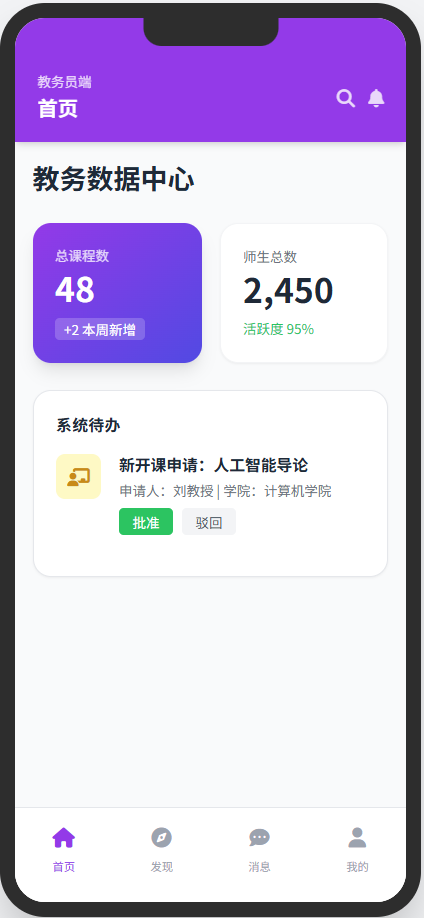 教务员端
首页
教务数据中心
总课程数
48
+2 本周新增
师生总数
2,450
活跃度 95%
系统待办
新开课申请：人工智能导论
申请人：刘教授 | 学院：计算机学院
批准
驳回
首页
发现
消息
我的